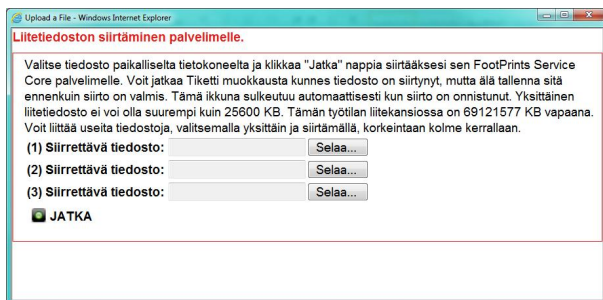 Upload a File - Windows Internet Explorer
Liitetiedoston siirtäminen palvelimelle.
Valitse tiedosto paikalliselta tietokoneelta ja klikkaa "Jatka" nappia siirtääksesi sen FootPrints Service
Core palvelimelle. Voit jatkaa Tiketti muokkausta kunnes tiedosto on siirtynyt, mutta älä tallenna sitä
ennenkuin siirto on valmis. Tämä ikkuna sulkeutuu automaattisesti kun siirto on onnistunut. Yksittäinen
liitetiedosto ei voi olla suurempi kuin 25600 KB. Tämän työtilan liitekansiossa on 69121577 KB vapaana.
Voit liittää useita tiedostoja, valitsemalla yksittäin ja siirtämällä, korkeintaan kolme kerrallaan.
(1) Siirrettävä tiedosto: Selaa...
(2) Siirrettävä tiedosto: Selaa...
(3) Siirrettävä tiedosto: Selaa...
JATKA